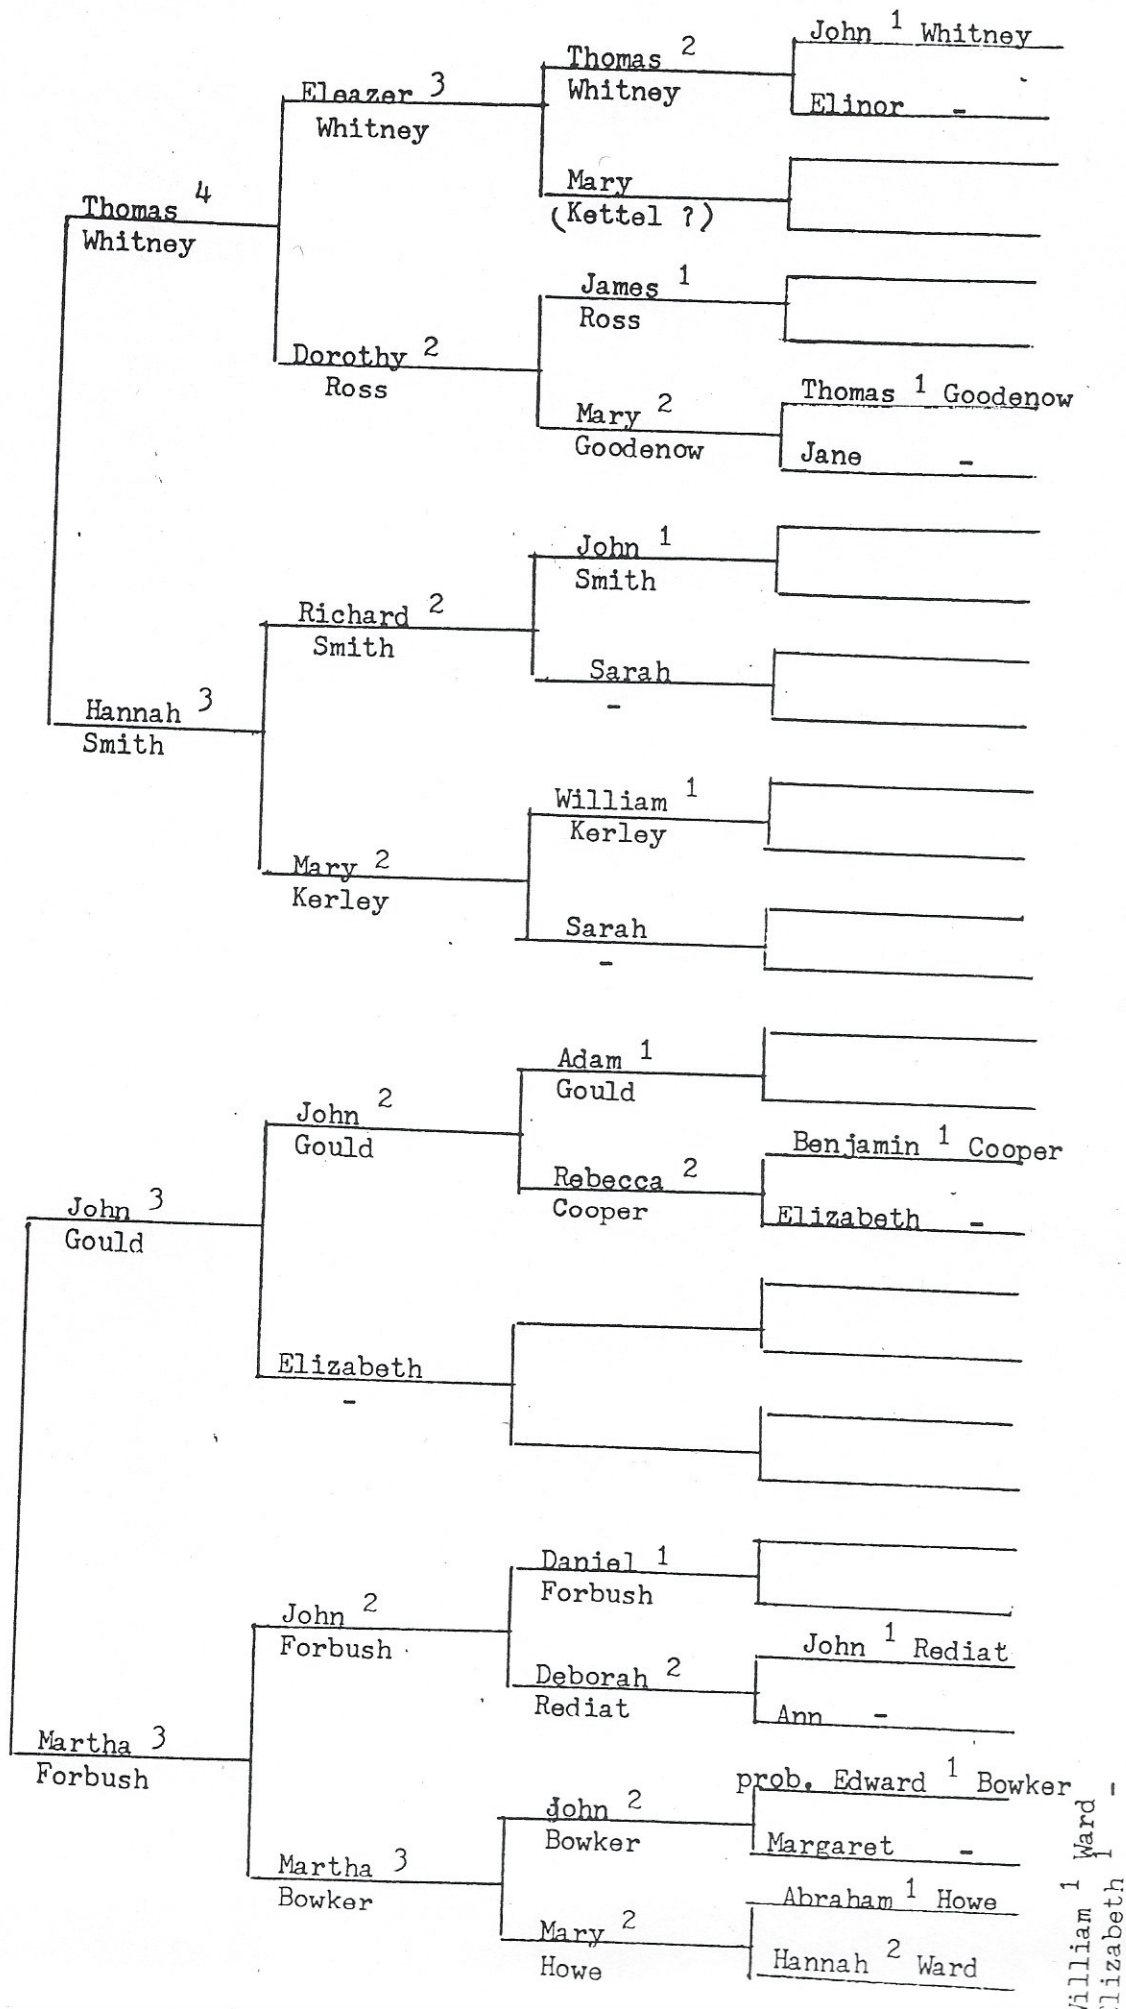 John 1 Whitney
Thomas 2
Whitney
Elinor -
Eleazer 3
Whitney
Mary
(Kettel ?)
Thomas 4
Whitney
James 1
Ross
Dorothy 2
Ross
Thomas 1 Goodenow
Mary 2
Goodenow
Jane -
John 1
Smith
Richard 2
Smith
Sarah
-
Hannah 3
Smith
William 1
Kerley
Mary 2
Kerley
Sarah
-
Adam 1
Gould
John 2
Gould
Benjamin 1 Cooper
Rebecca 2
Cooper
Elizabeth -
John 3
Gould
Elizabeth
-
Daniel 1
Forbush
John 2
Forbush
John 1 Rediat
Deborah 2
Rediat
Ann -
Martha 3
Forbush
prob. Edward 1 Bowker
John 2
Bowker
Margaret -
Martha 3
Bowker
Abraham 1 Howe
Mary 2
Howe
Hannah 2 Ward
William 1 Ward
Elizabeth 1 -